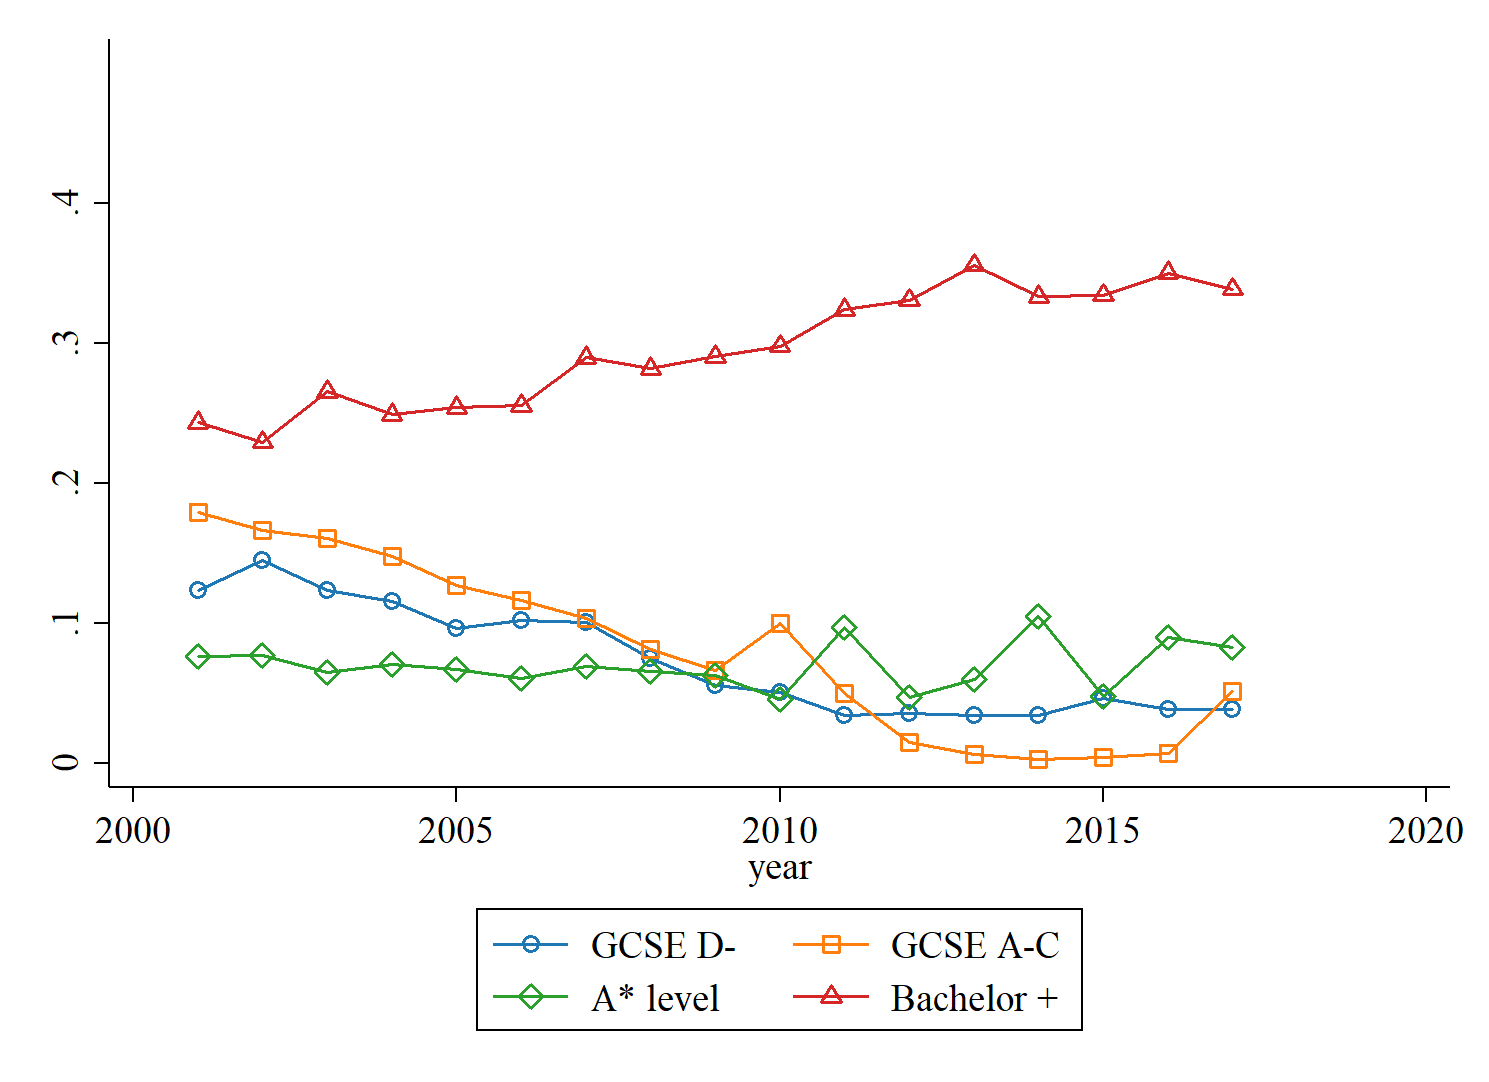 .4
.3
.2
.1
0
2000 2005 2010 2015 2020
year
GCSE D- GCSE A-C
A* level Bachelor +